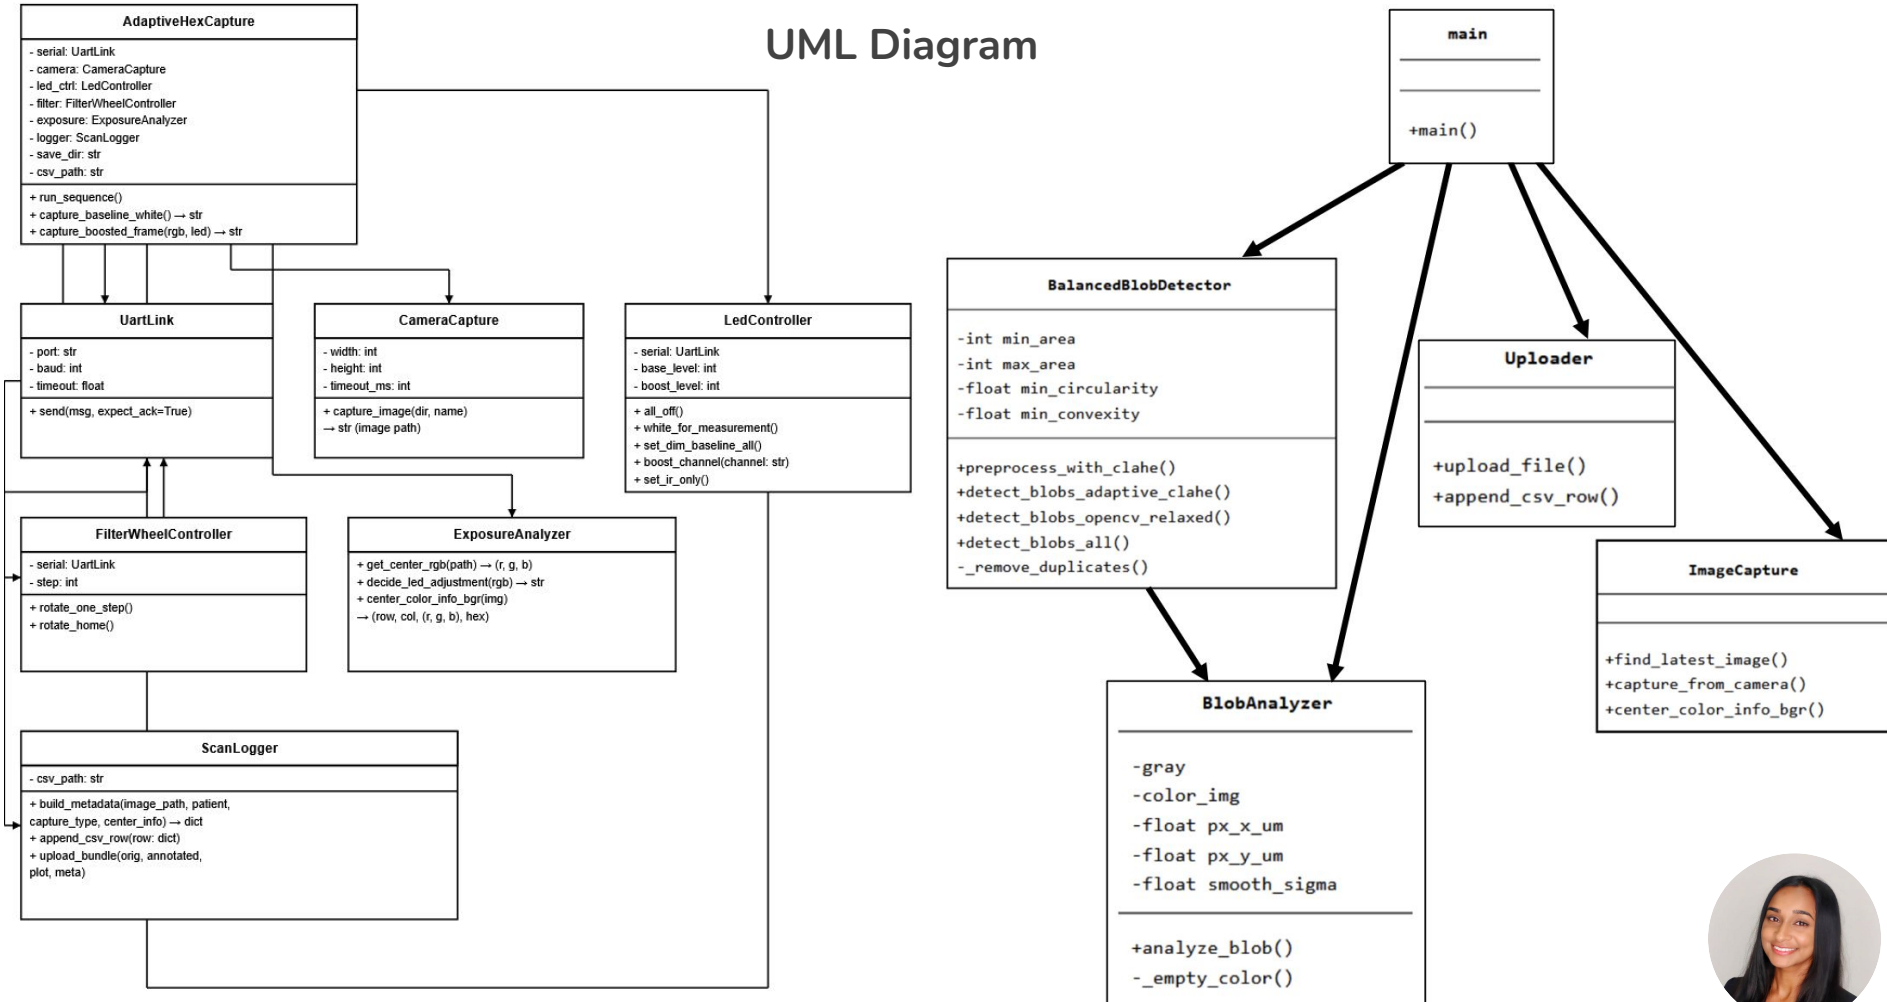 UML Diagram
AdaptiveHexCapture
- serial: UartLink
- camera: CameraCapture
- led_ctrl: LedController
- filter: FilterWheelController
- exposure: ExposureAnalyzer
- logger: ScanLogger
- save_dir: str
- csv_path: str
+ run_sequence()
+ capture_baseline_white() → str
+ capture_boosted_frame(rgb, led) → str
UartLink
- port: str
- baud: int
- timeout: float
+ send(msg, expect_ack=True)
CameraCapture
- width: int
- height: int
- timeout_ms: int
+ capture_image(dir, name)
→ str (image path)
LedController
- serial: UartLink
- base_level: int
- boost_level: int
+ all_off()
+ white_for_measurement()
+ set_dim_baseline_all()
+ boost_channel(channel: str)
+ set_ir_only()
FilterWheelController
- serial: UartLink
- step: int
+ rotate_one_step()
+ rotate_home()
ExposureAnalyzer
+ get_center_rgb(path) → (r, g, b)
+ decide_led_adjustment(rgb) → str
+ center_color_info_bgr(img)
→ (row, col, (r, g, b), hex)
ScanLogger
- csv_path: str
+ build_metadata(image_path, patient,
capture_type, center_info) → dict
+ append_csv_row(row: dict)
+ upload_bundle(orig, annotated,
plot, meta)
main
+main()
BalancedBlobDetector
-int min_area
-int max_area
-float min_circularity
-float min_convexity
+preprocess_with_clahe()
+detect_blobs_adaptive_clahe()
+detect_blobs_opencv_relaxed()
+detect_blobs_all()
-_remove_duplicates()
Uploader
+upload_file()
+append_csv_row()
ImageCapture
+find_latest_image()
+capture_from_camera()
+center_color_info_bgr()
BlobAnalyzer
-gray
-color_img
-float px_x_um
-float px_y_um
-float smooth_sigma
+analyze_blob()
-_empty_color()